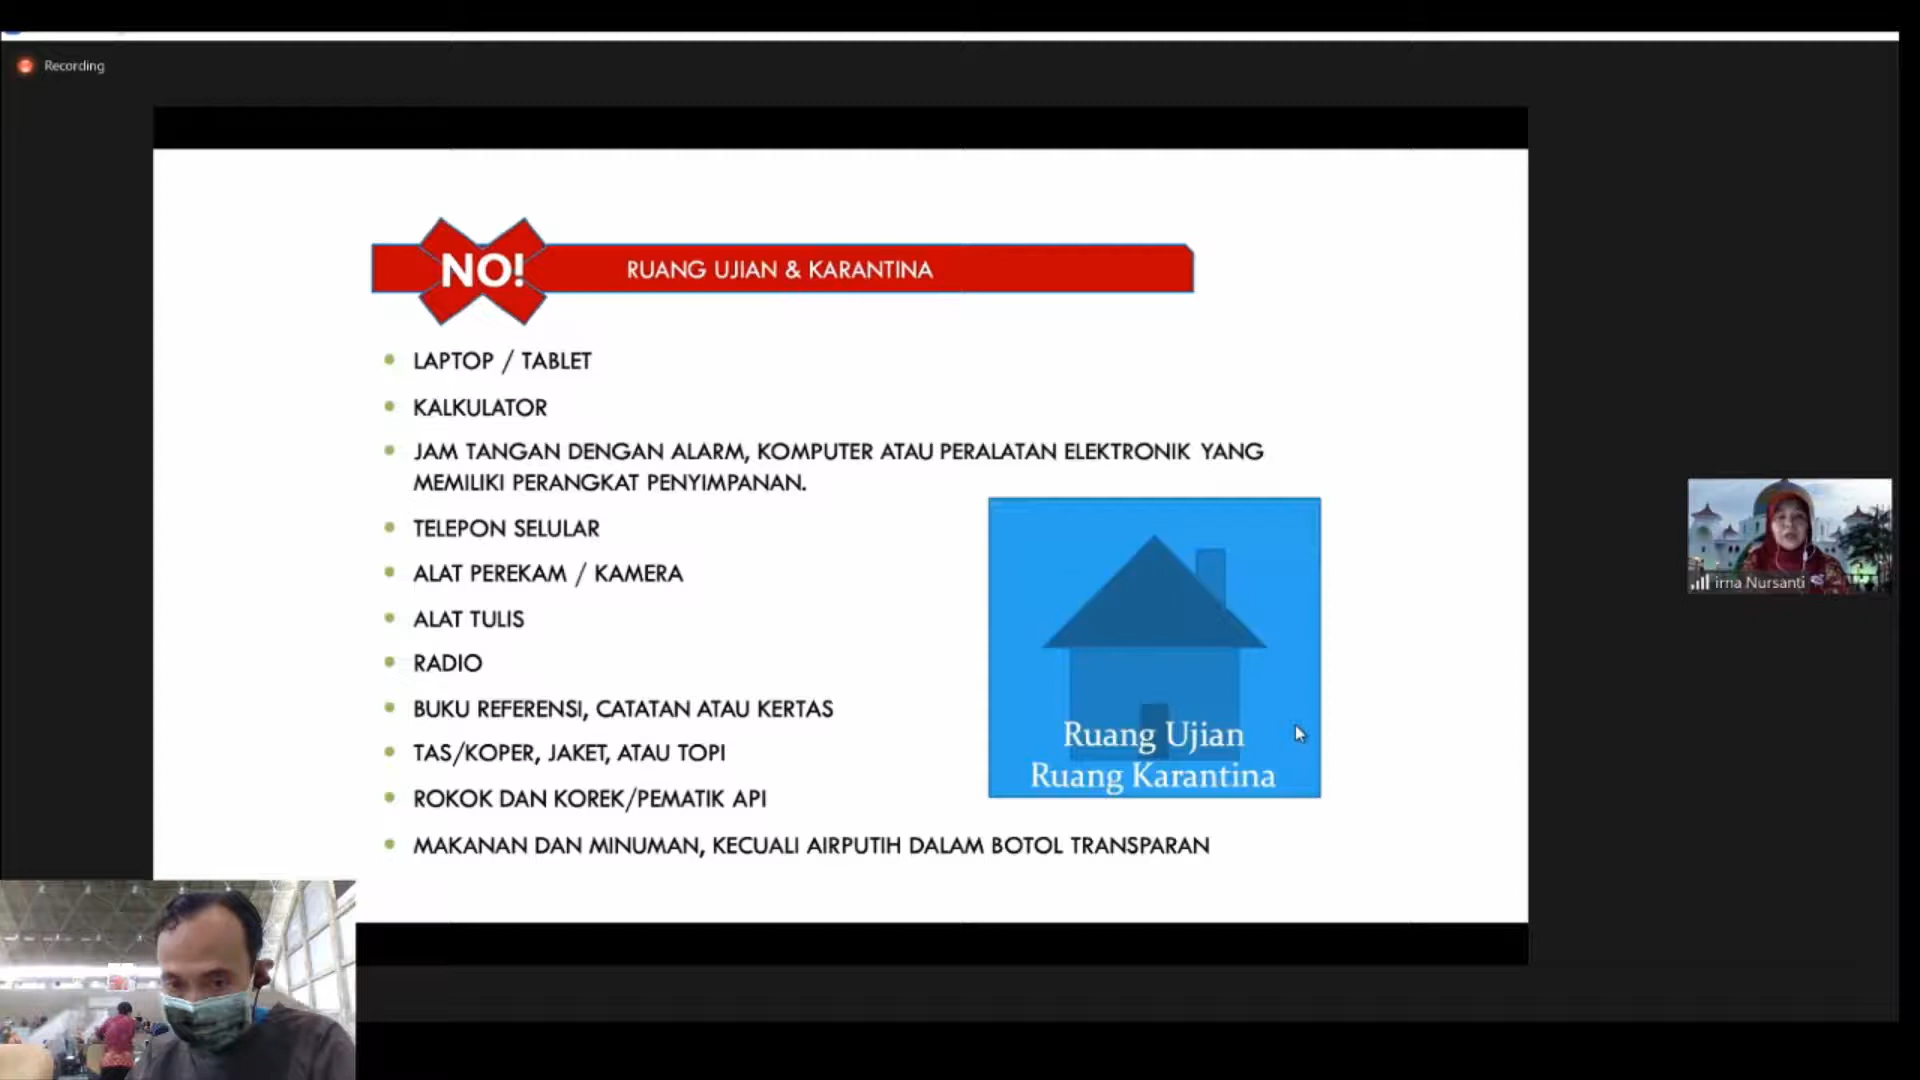 Recording
NO!
RUANG UJIAN & KARANTINA
LAPTOP / TABLET
KALKULATOR
JAM TANGAN DENGAN ALARM, KOMPUTER ATAU PERALATAN ELEKTRONIK YANG
MEMILIKI PERANGKAT PENYIMPANAN.
TELEPON SELULAR
ALAT PEREKAM / KAMERA
ALAT TULIS
RADIO
BUKU REFERENSI, CATATAN ATAU KERTAS
TAS/KOPER, JAKET, ATAU TOPI
ROKOK DAN KOREK/PEMATIK API
MAKANAN DAN MINUMAN, KECUALI AIRPUTIH DALAM BOTOL TRANSPARAN
Ruang Ujian
Ruang Karantina
irna Nursanti